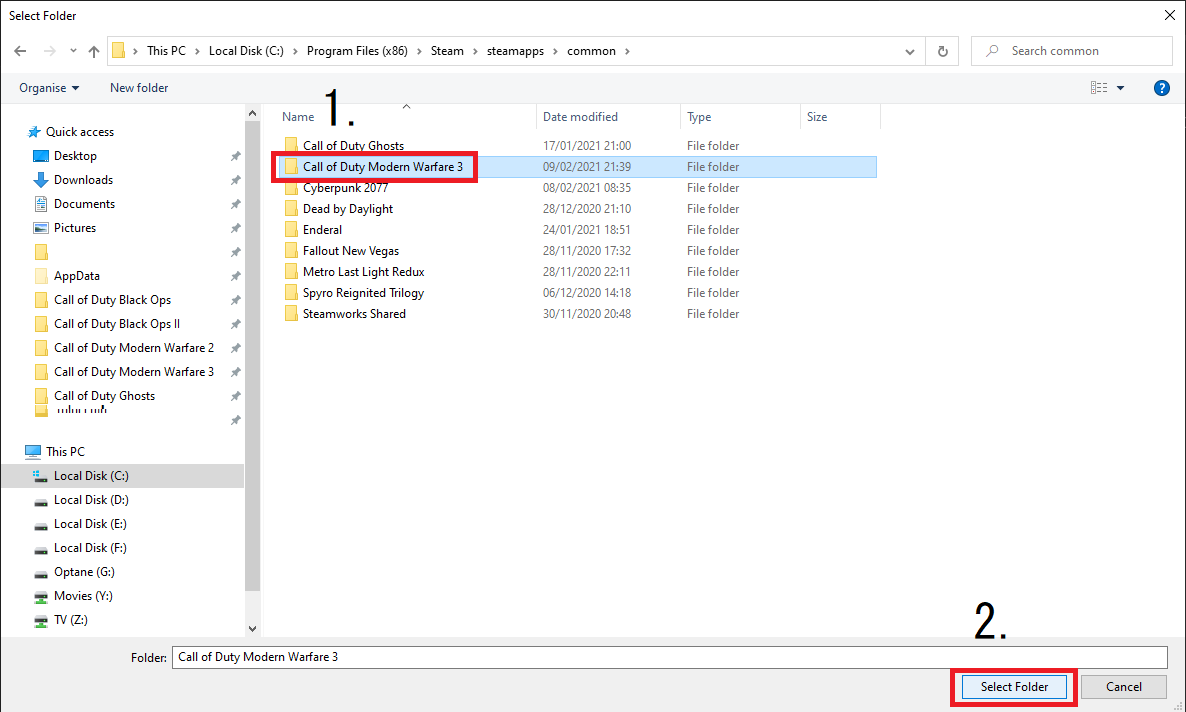 Select Folder
This PC > Local Disk (C:) > Program Files (x86) > Steam > steamapps > common >
Search common
Organise
New folder
?
1.
Name
Date modified
Type
Size
Quick access
Desktop
Downloads
Documents
Pictures
AppData
Call of Duty Black Ops
Call of Duty Black Ops II
Call of Duty Modern Warfare 2
Call of Duty Modern Warfare 3
Call of Duty Ghosts
This PC
Local Disk (C:)
Local Disk (D:)
Local Disk (E:)
Local Disk (F:)
Optane (G:)
Movies (Y:)
TV (Z:)
Call of Duty Ghosts 17/01/2021 21:00 File folder
Call of Duty Modern Warfare 3 09/02/2021 21:39 File folder
Cyberpunk 2077 08/02/2021 08:35 File folder
Dead by Daylight 28/12/2020 21:10 File folder
Enderal 24/01/2021 18:51 File folder
Fallout New Vegas 28/11/2020 17:32 File folder
Metro Last Light Redux 28/11/2020 22:11 File folder
Spyro Reignited Trilogy 06/12/2020 14:18 File folder
Steamworks Shared 30/11/2020 20:48 File folder
2.
Folder: Call of Duty Modern Warfare 3
Select Folder
Cancel